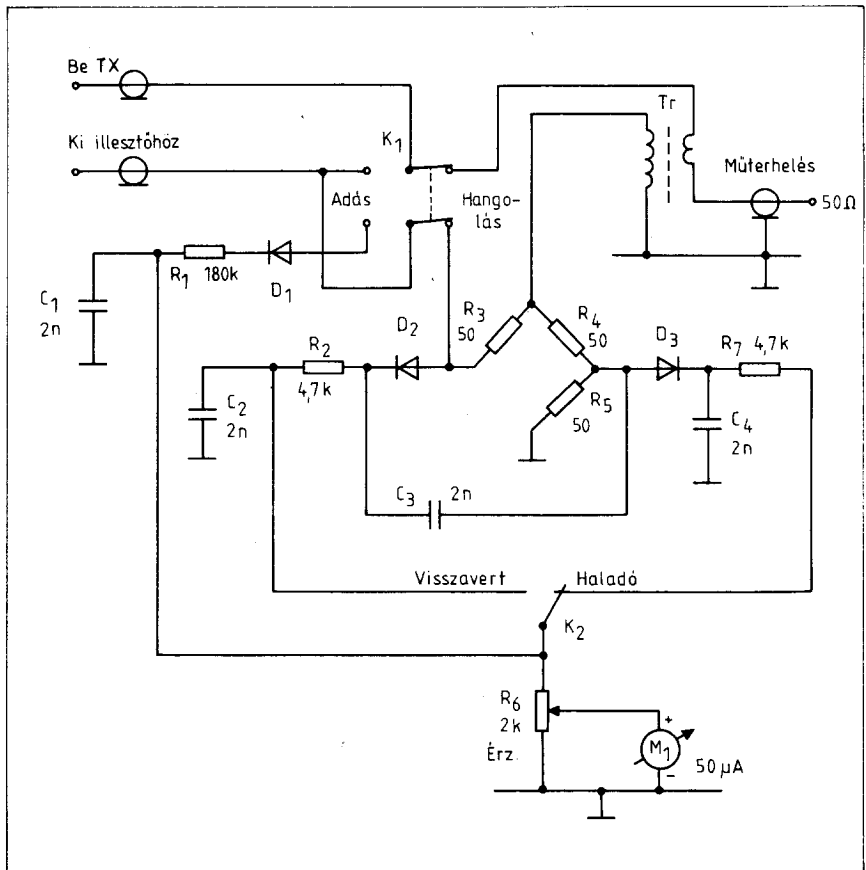 Be TX
Ki illesztőhöz
K1
Adás
Hango-
lás
Tr
Műterhelés
50Ω
R1 180k
D1
C1
2n
R3
50
R4
50
D2
D3
R7 4,7k
R2
4,7k
R5
50
C2
2n
C4
2n
C3 2n
Visszavert
Haladó
K2
R6
2k
Érz.
+
M1
-
50µA